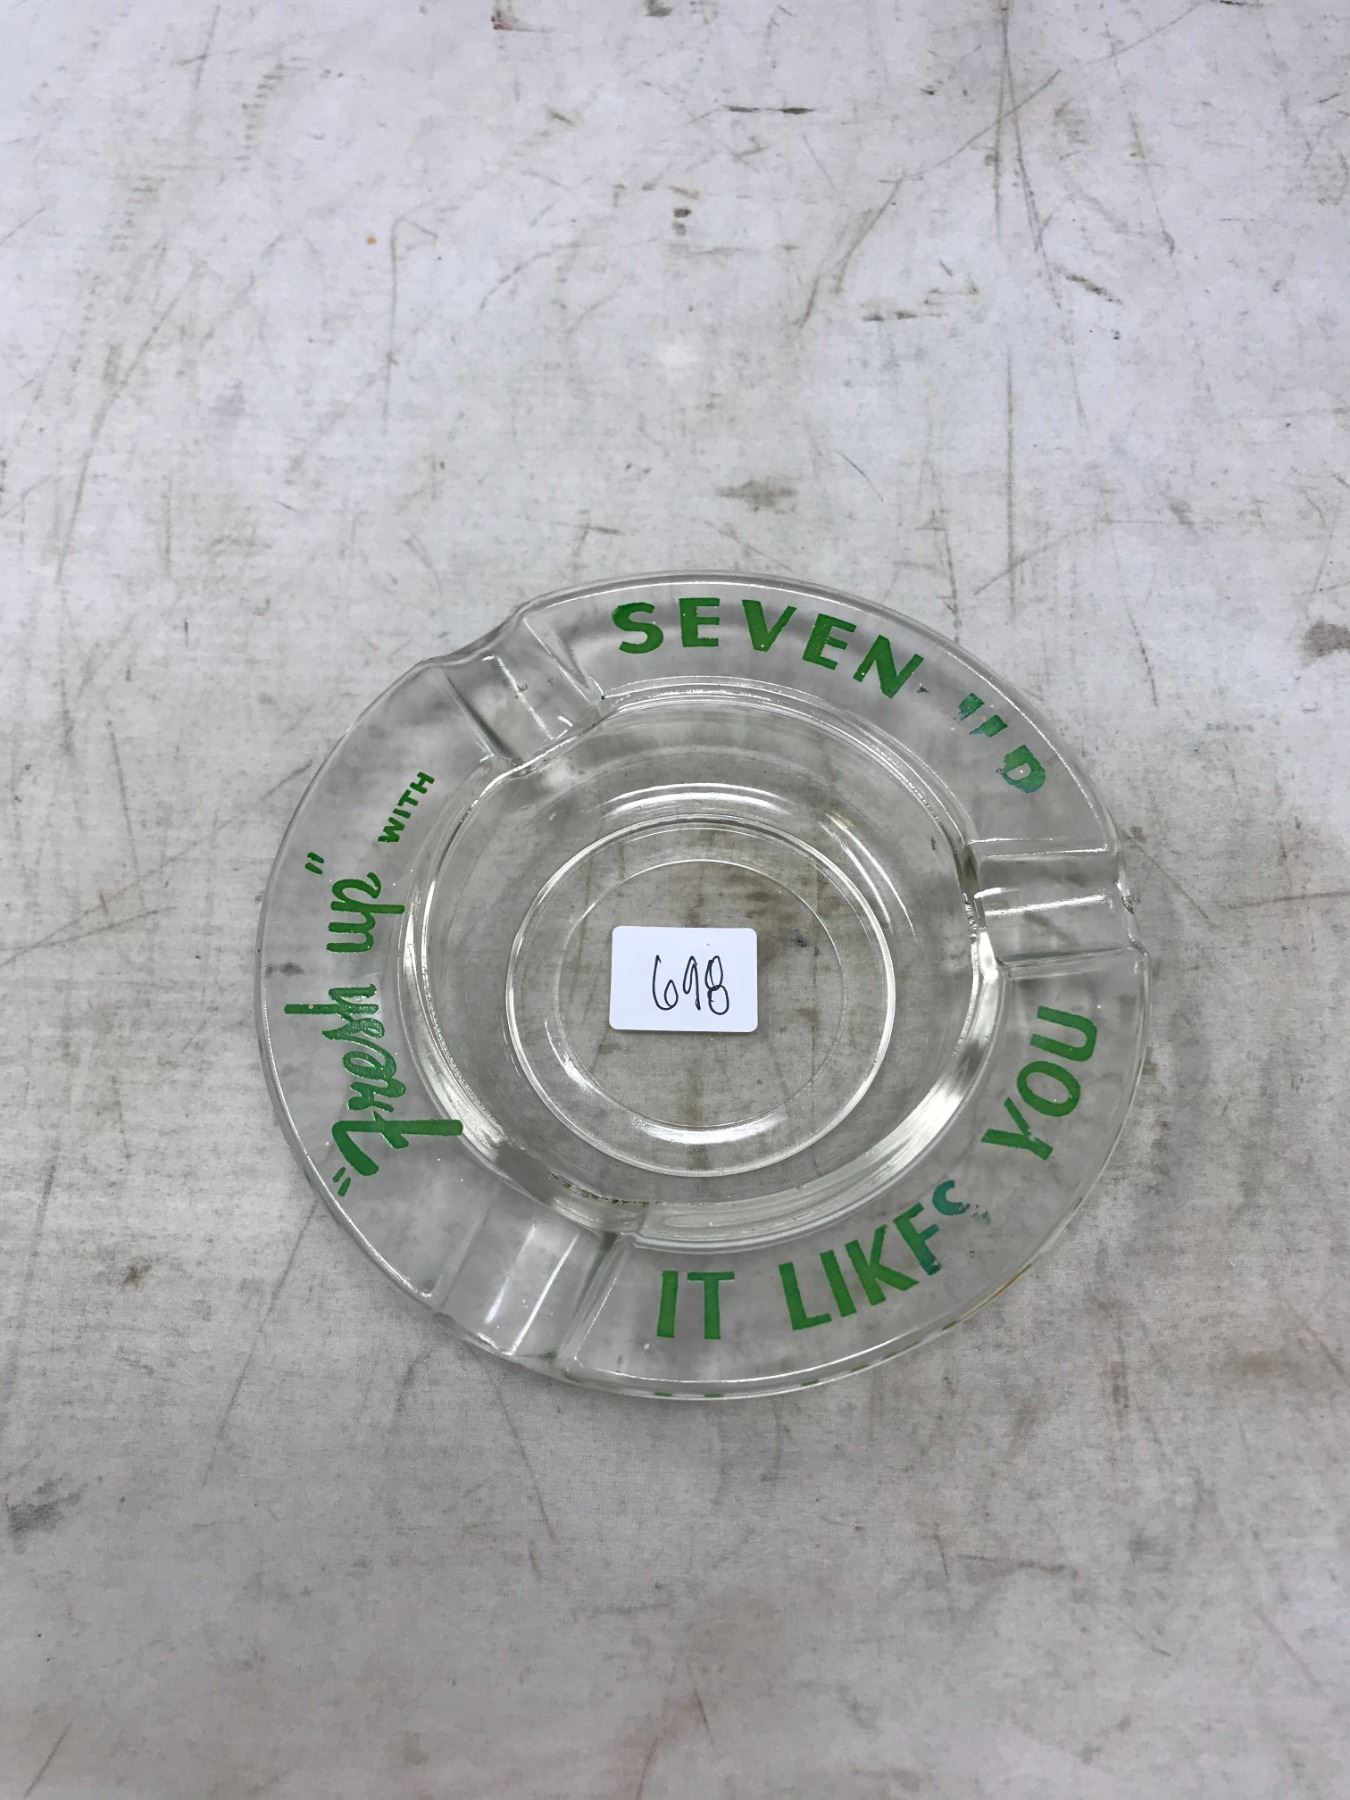 "fresh up" WITH
SEVEN
IT LIKES YOU
698